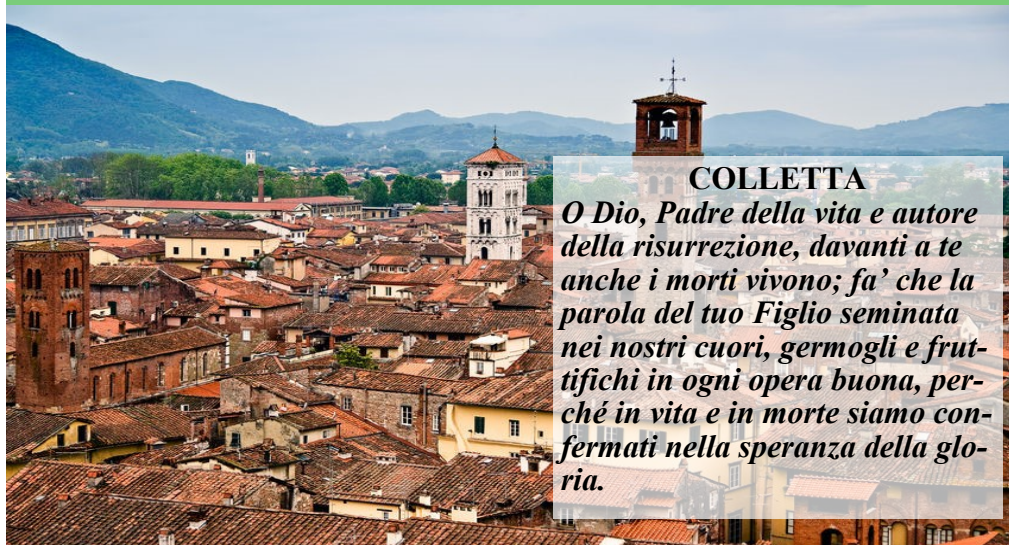 COLLETTA
O Dio, Padre della vita e autore
della risurrezione, davanti a te
anche i morti vivono; fa’ che la
parola del tuo Figlio seminata
nei nostri cuori, germogli e frut-
tifichi in ogni opera buona, per-
ché in vita e in morte siamo con-
fermati nella speranza della glo-
ria.